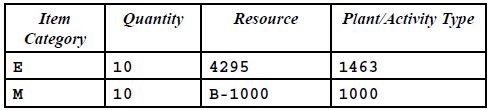 Item Category Quantity Resource Plant/Activity Type
E 10 4295 1463
M 10 B-1000 1000